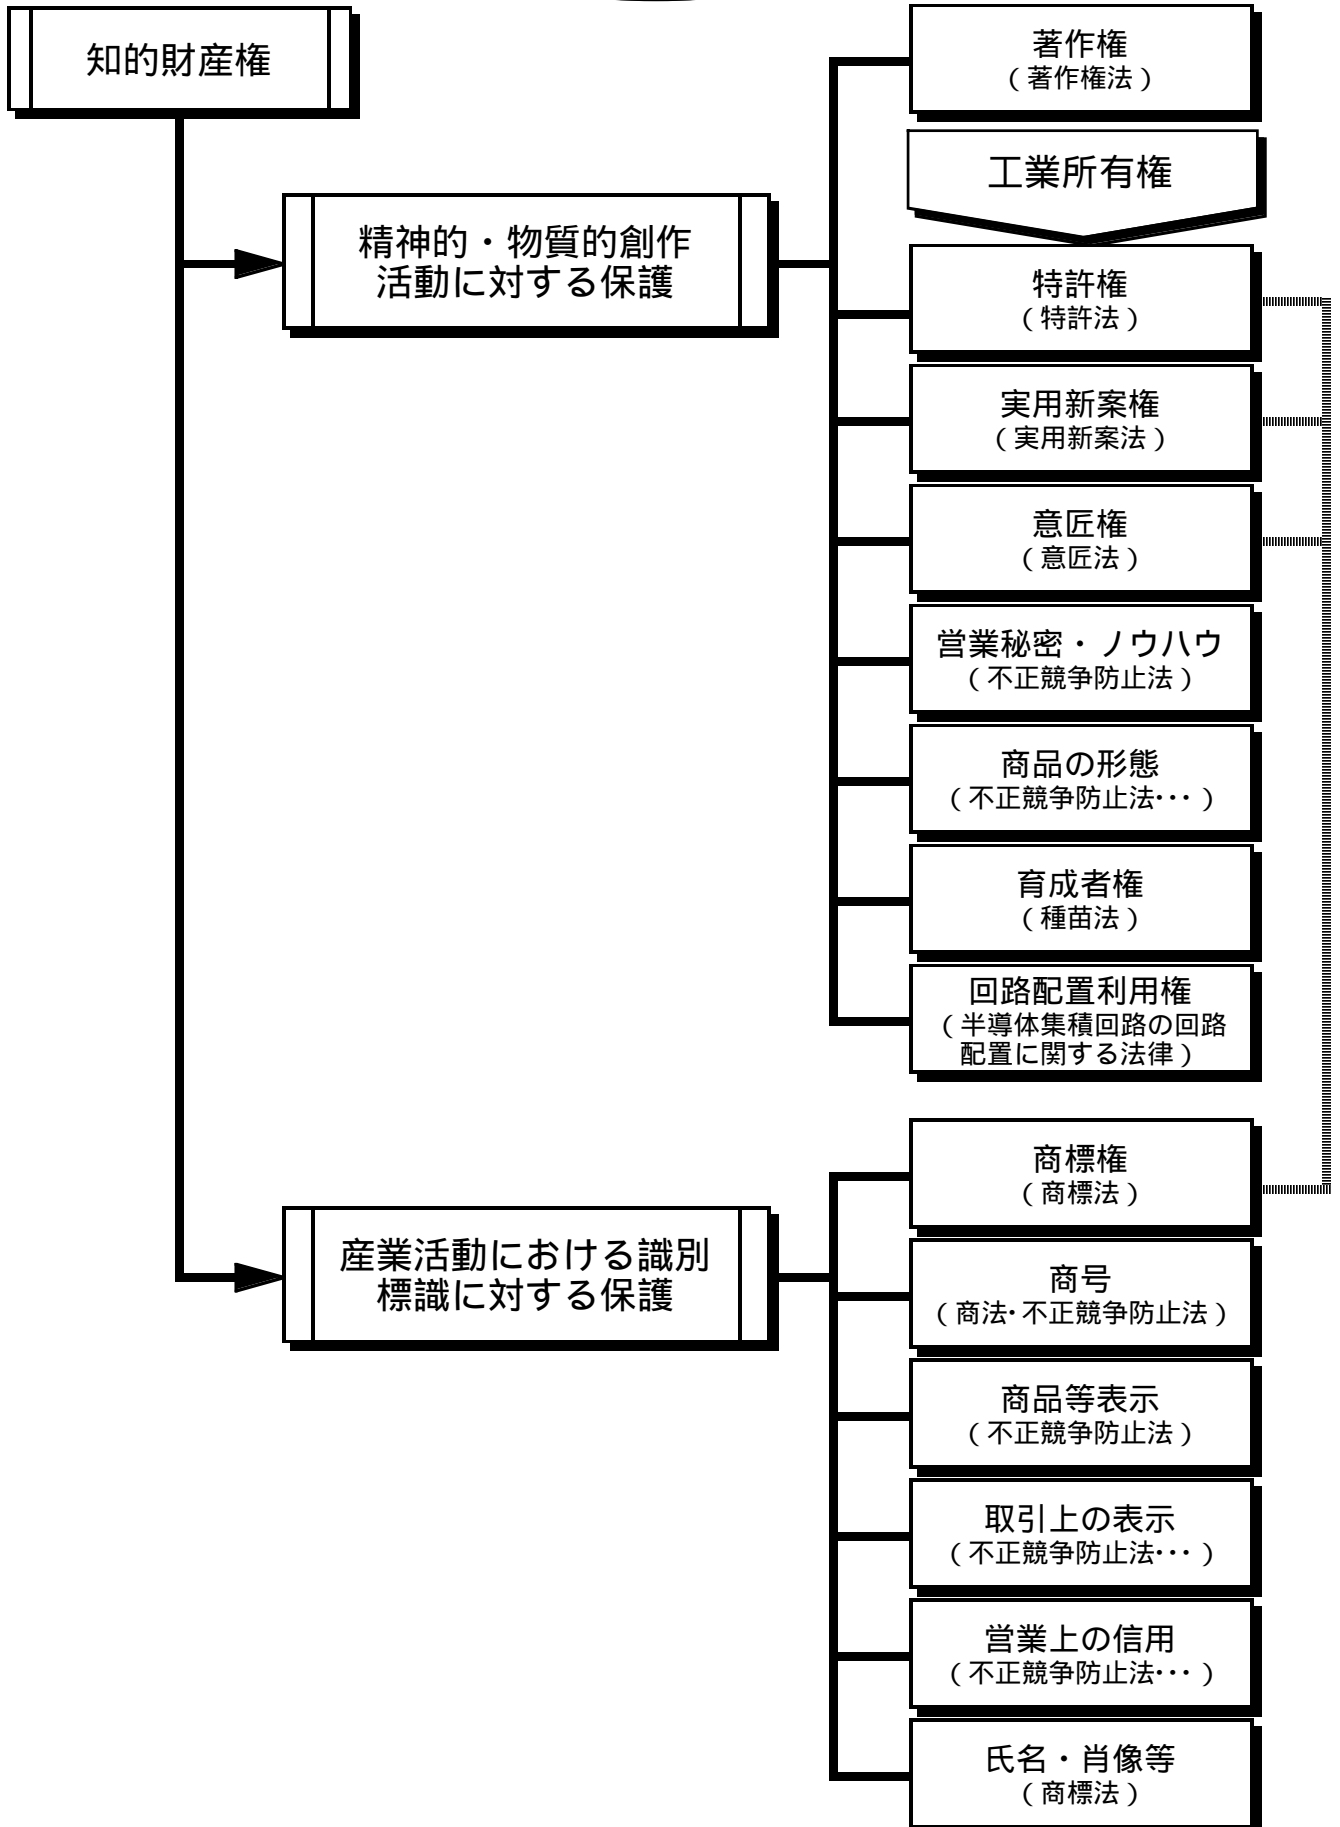 知的財産権
精神的・物質的創作
活動に対する保護
著作権
（著作権法）
工業所有権
特許権
（特許法）
実用新案権
（実用新案法）
意匠権
（意匠法）
営業秘密・ノウハウ
（不正競争防止法）
商品の形態
（不正競争防止法･･･）
育成者権
（種苗法）
回路配置利用権
（半導体集積回路の回路
配置に関する法律）
産業活動における識別
標識に対する保護
商標権
（商標法）
商号
（商法･不正競争防止法）
商品等表示
（不正競争防止法）
取引上の表示
（不正競争防止法･･･）
営業上の信用
（不正競争防止法･･･）
氏名・肖像等
（商標法）